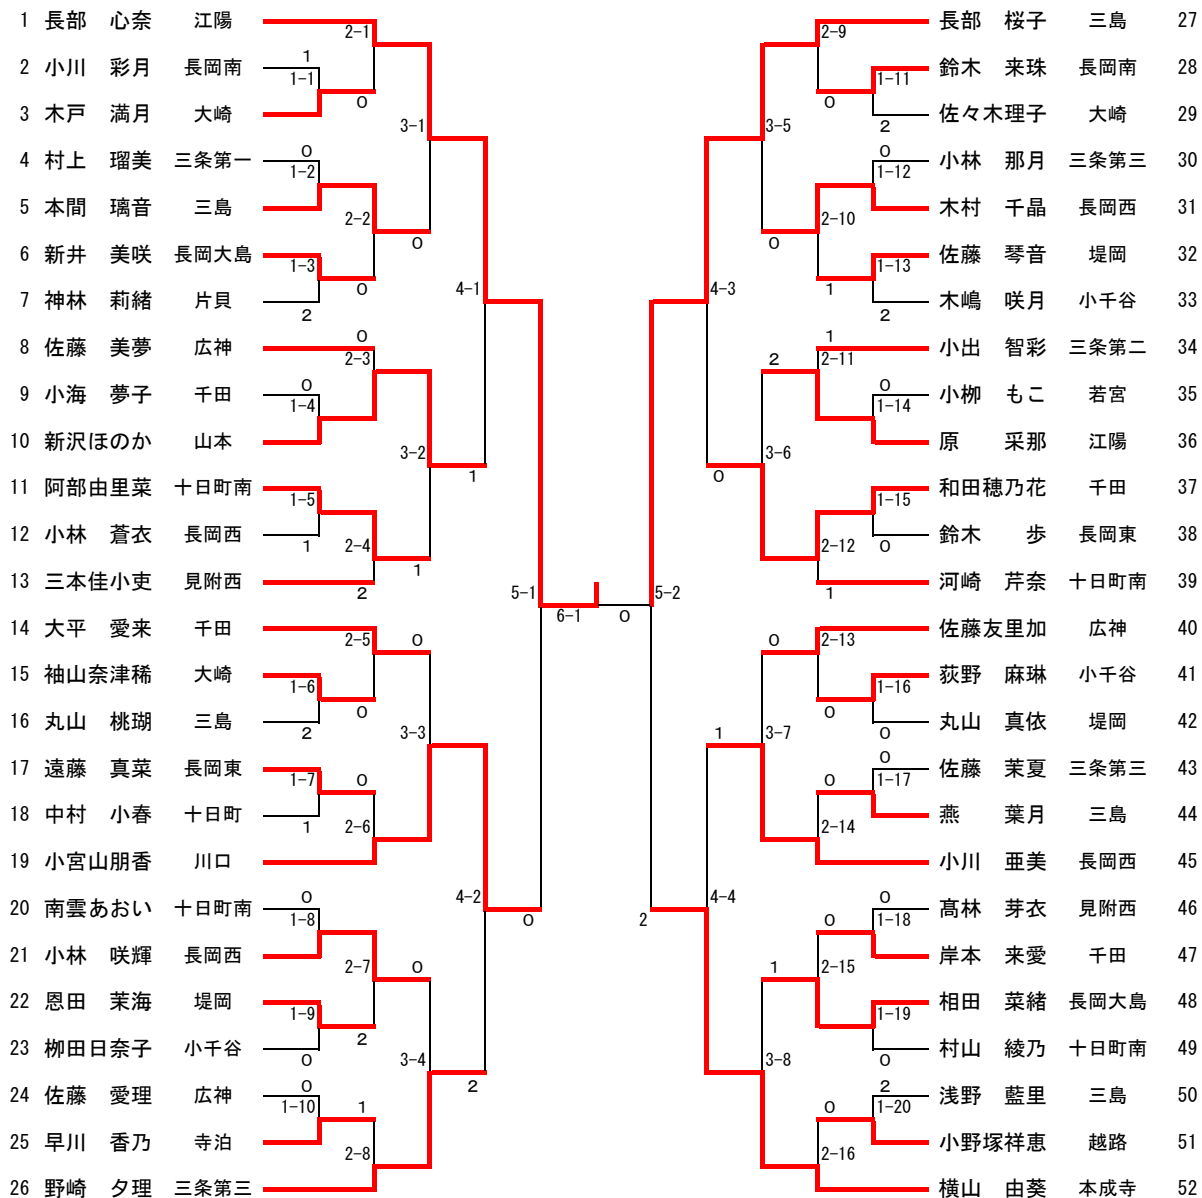 1 長部　心奈 江陽
2 小川　彩月 長岡南
3 木戸　満月 大崎
4 村上　瑠美 三条第一
5 本間　璃音 三島
6 新井　美咲 長岡大島
7 神林　莉緒 片貝
8 佐藤　美夢 広神
9 小海　夢子 千田
10 新沢ほのか 山本
11 阿部由里菜 十日町南
12 小林　蒼衣 長岡西
13 三本佳小吏 見附西
14 大平　愛来 千田
15 袖山奈津稀 大崎
16 丸山　桃瑚 三島
17 遠藤　真菜 長岡東
18 中村　小春 十日町
19 小宮山朋香 川口
20 南雲あおい 十日町南
21 小林　咲輝 長岡西
22 恩田　茉海 堤岡
23 栁田日奈子 小千谷
24 佐藤　愛理 広神
25 早川　香乃 寺泊
26 野崎　夕理 三条第三
1
1-1
0
1-2
1-3
2
0
1-4
1-5
1
1-6
2
1-7
1
0
1-8
1-9
0
0
1-10
2-1
0
2-2
0
0
2-3
2-4
2
2-5
0
0
2-6
2-7
2
1
2-8
3-1
0
3-2
1
0
3-3
0
3-4
4-1
1
4-2
2
5-1
0
6-1
0
5-2
2
4-3
0
1
4-4
3-5
0
2
3-6
0
3-7
1
3-8
2-9
0
2-10
1
1
2-11
2-12
1
2-13
0
0
2-14
0
2-15
0
2-16
1-11
2
0
1-12
1-13
2
0
1-14
1-15
0
1-16
0
0
1-17
0
1-18
1-19
0
2
1-20
長部　桜子 三島 27
鈴木　来珠 長岡南 28
佐々木理子 大崎 29
小林　那月 三条第三 30
木村　千晶 長岡西 31
佐藤　琴音 堤岡 32
木嶋　咲月 小千谷 33
小出　智彩 三条第二 34
小栁　もこ 若宮 35
原　　采那 江陽 36
和田穂乃花 千田 37
鈴木　　歩 長岡東 38
河崎　芹奈 十日町南 39
佐藤友里加 広神 40
荻野　麻琳 小千谷 41
丸山　真依 堤岡 42
佐藤　茉夏 三条第三 43
燕　　葉月 三島 44
小川　亜美 長岡西 45
髙林　芽衣 見附西 46
岸本　来愛 千田 47
相田　菜緒 長岡大島 48
村山　綾乃 十日町南 49
浅野　藍里 三島 50
小野塚祥恵 越路 51
横山　由葵 本成寺 52